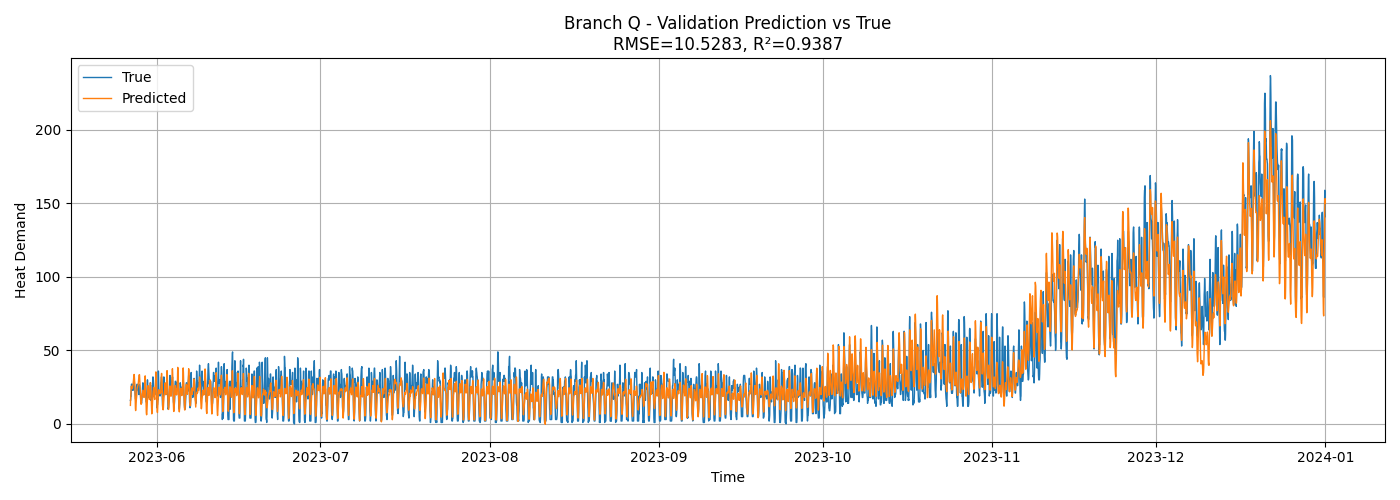 Branch Q - Validation Prediction vs True
RMSE=10.5283, R²=0.9387
True
Predicted
Heat Demand
200
150
100
50
0
2023-06 2023-07 2023-08 2023-09 2023-10 2023-11 2023-12 2024-01
Time